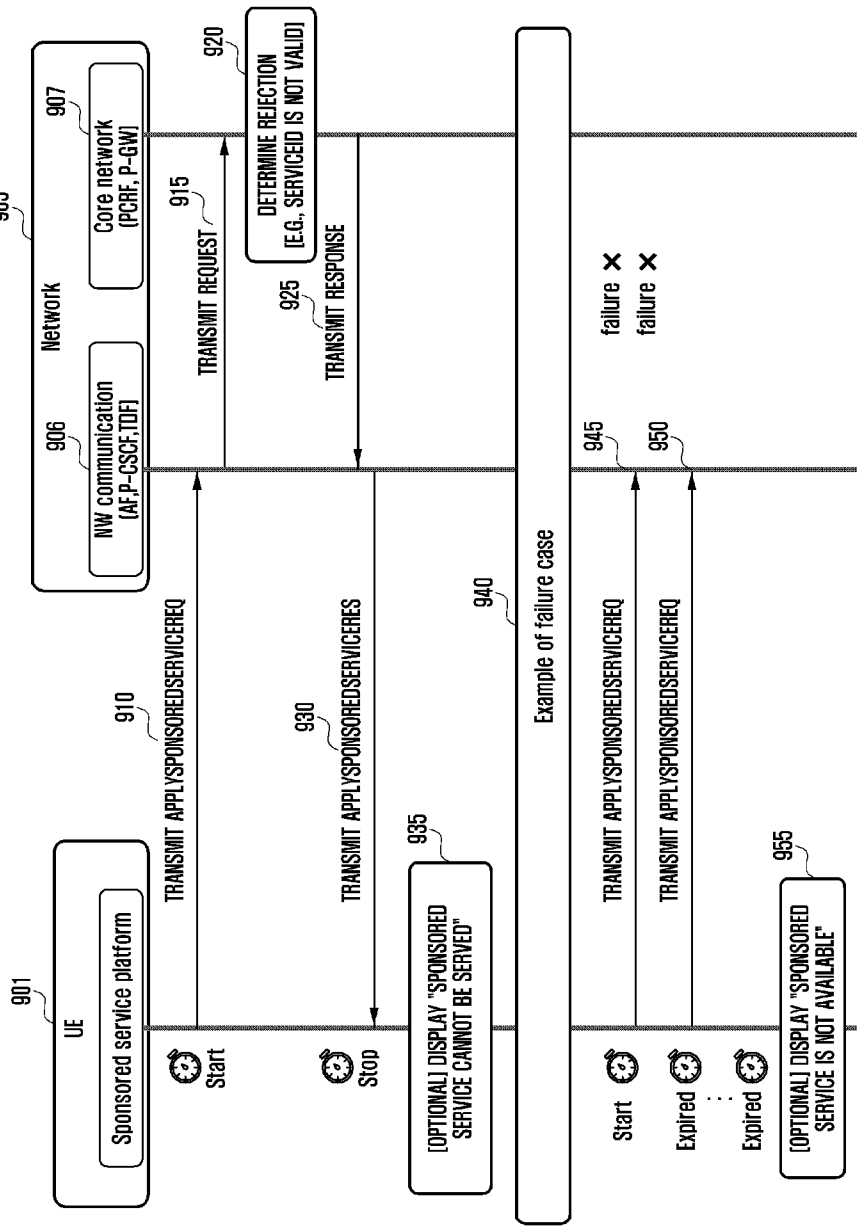 901
UE
Sponsored service platform
Network
906
NW communication
(AF,P-CSCF,TDF)
907
Core network
(PCRF, P-GW)
Start
910
TRANSMIT APPLYSPONSOREDSERVICEREQ
TRANSMIT REQUEST
915
920
DETERMINE REJECTION
[E.G., SERVICEID IS NOT VALID]
925
TRANSMIT RESPONSE
Stop
930
TRANSMIT APPLYSPONSOREDSERVICERES
935
[OPTIONAL] DISPLAY "SPONSORED
SERVICE CANNOT BE SERVED"
940
Example of failure case
Start
TRANSMIT APPLYSPONSOREDSERVICEREQ
945
failure ×
Expired
TRANSMIT APPLYSPONSOREDSERVICEREQ
950
failure ×
Expired
955
[OPTIONAL] DISPLAY "SPONSORED
SERVICE IS NOT AVAILABLE"